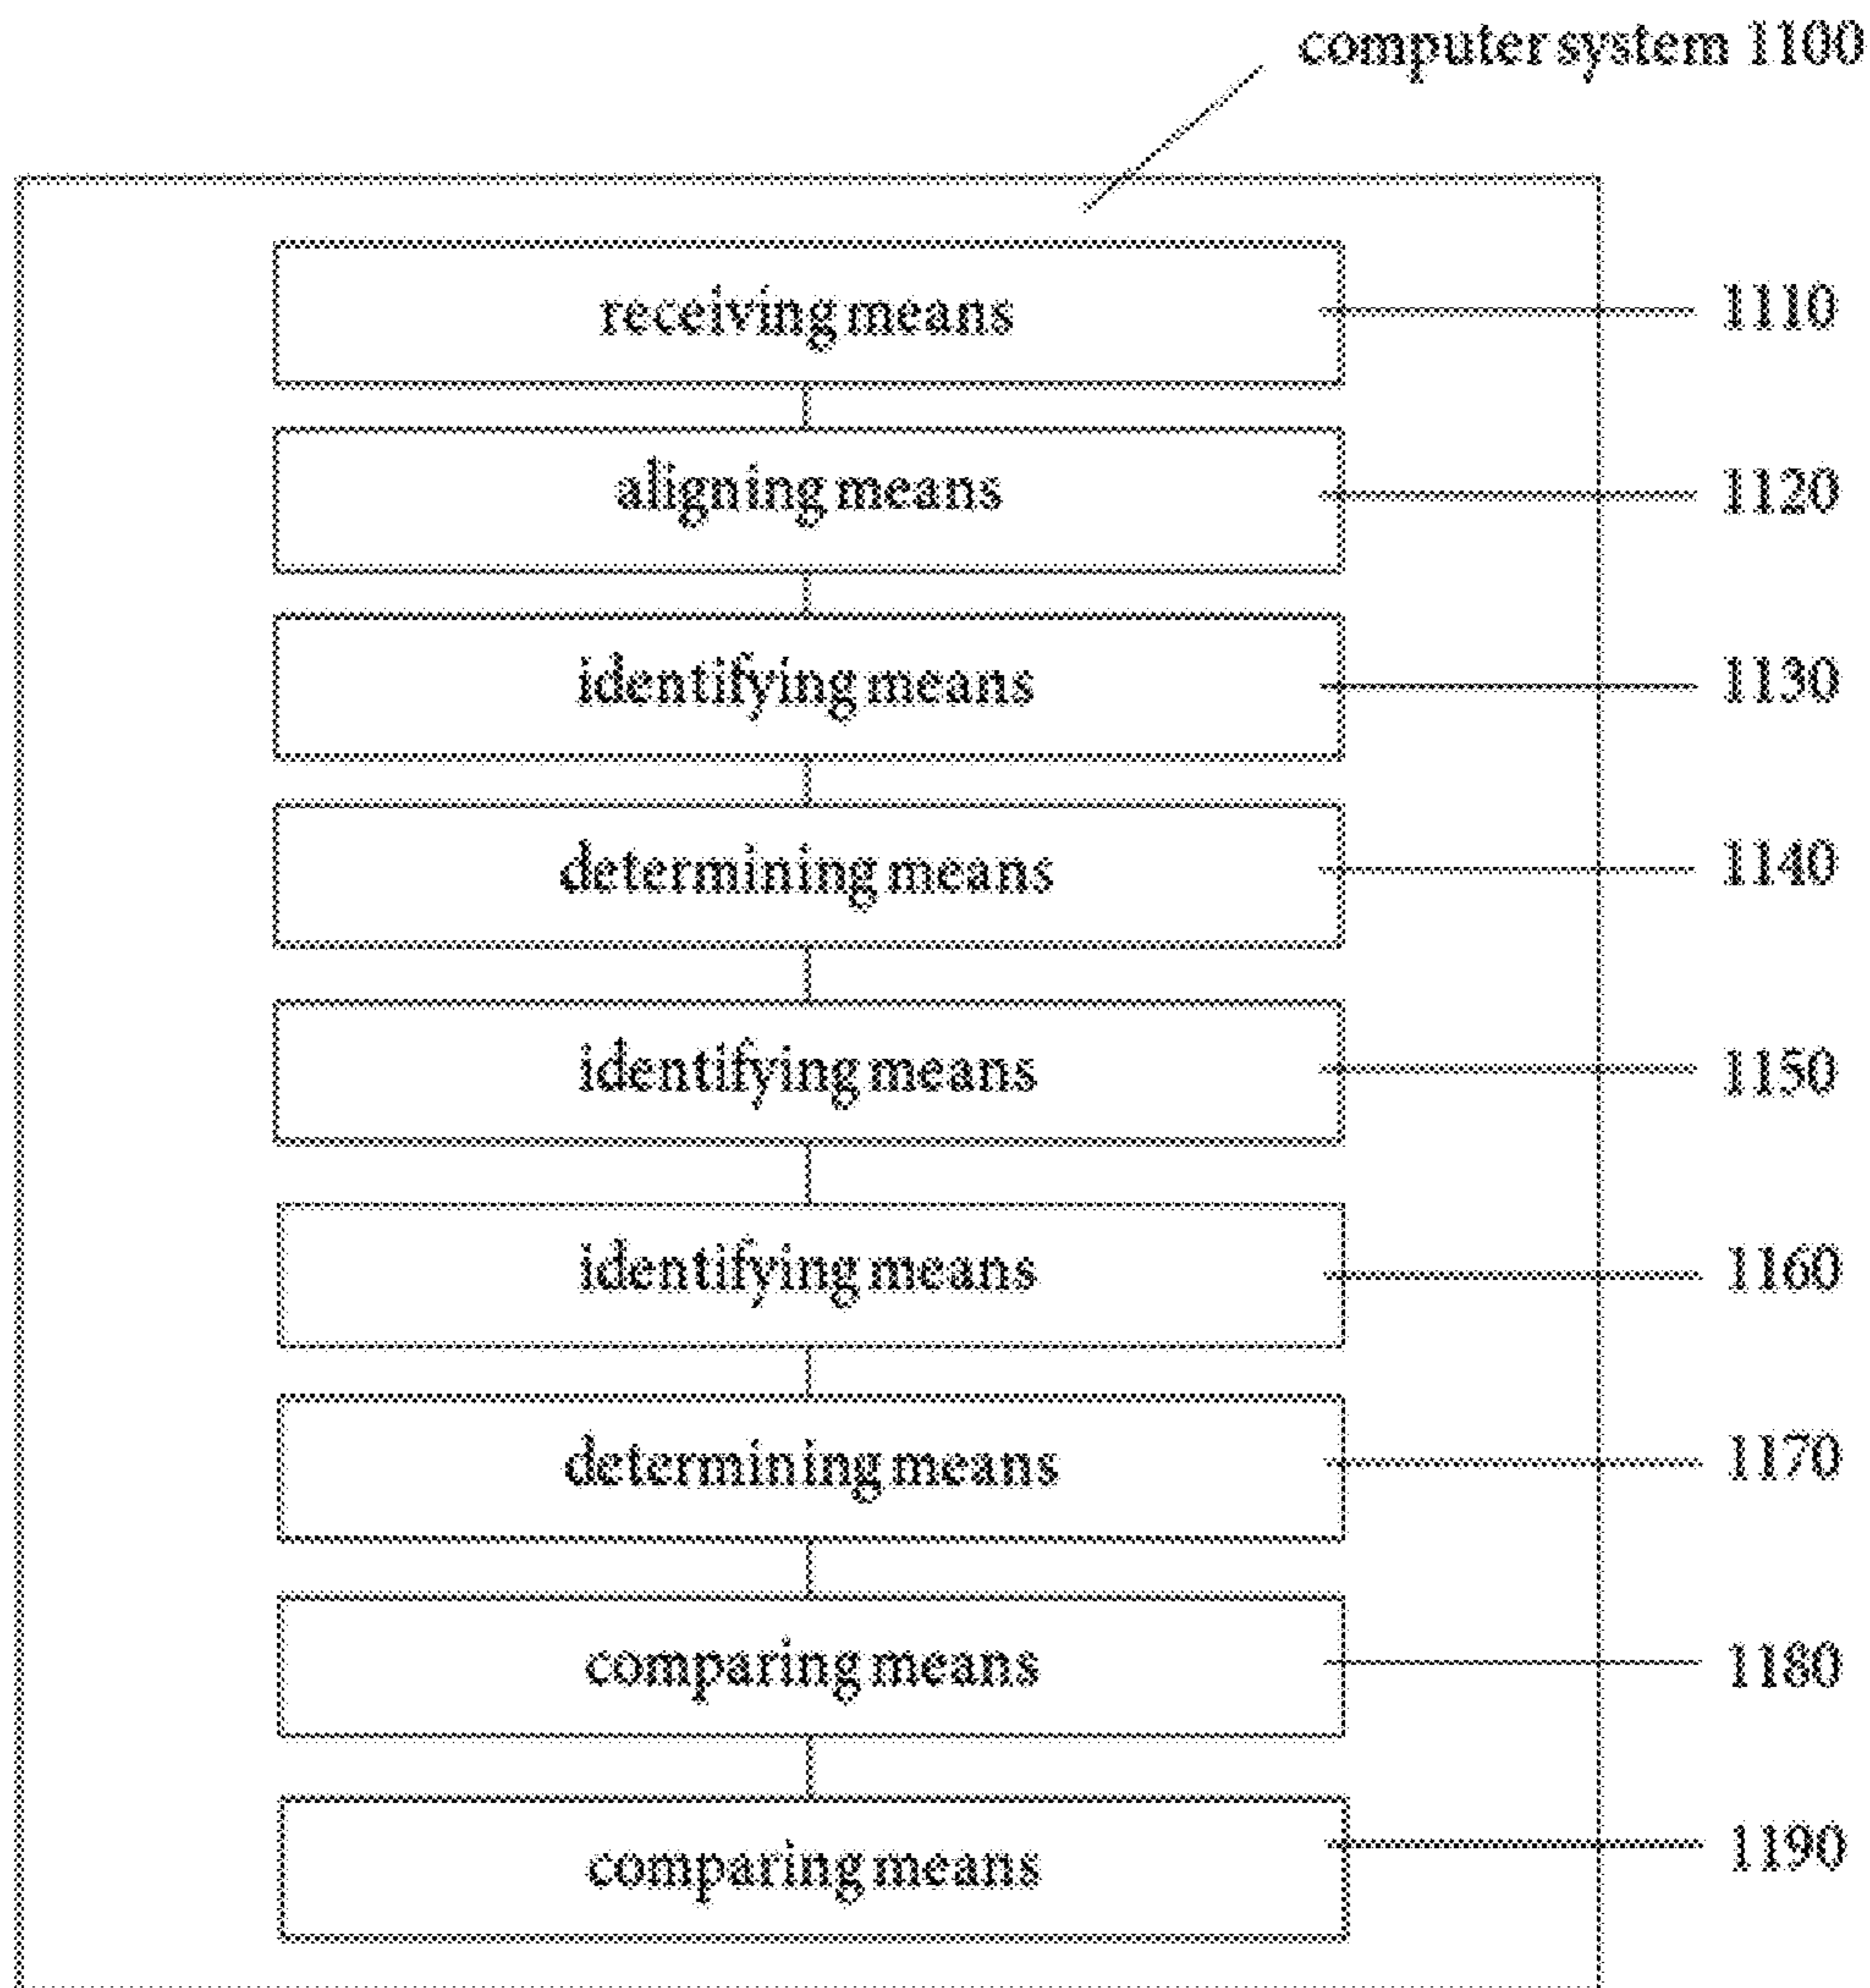 computer system 1100
receiving means 1110
aligning means 1120
identifying means 1130
determining means 1140
identifying means 1150
identifying means 1160
determining means 1170
comparing means 1180
comparing means 1190